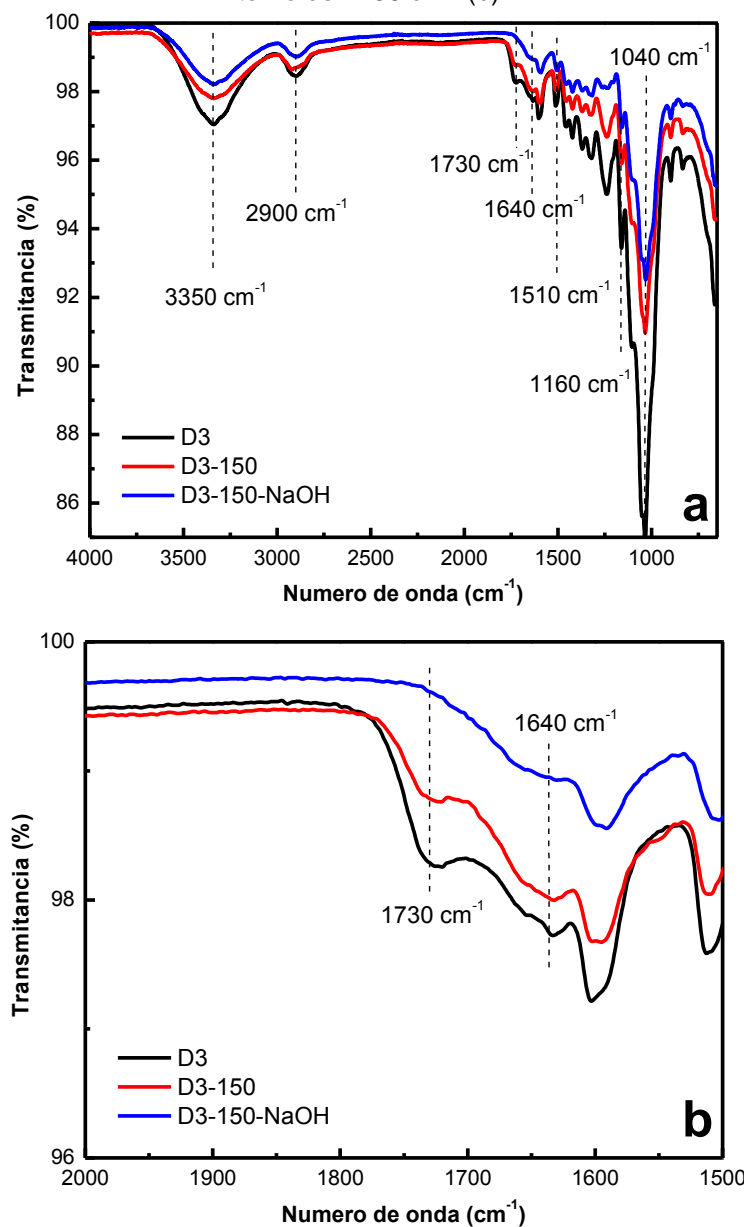 100
98
96
94
92
90
88
86
Transmitancia (%)
1040 cm⁻¹
1730 cm⁻¹
1640 cm⁻¹
2900 cm⁻¹
1510 cm⁻¹
3350 cm⁻¹
1160 cm⁻¹
D3
D3-150
D3-150-NaOH
a
4000 3500 3000 2500 2000 1500 1000
Numero de onda (cm⁻¹)
100
98
96
Transmitancia (%)
1640 cm⁻¹
1730 cm⁻¹
D3
D3-150
D3-150-NaOH
b
2000 1900 1800 1700 1600 1500
Numero de onda (cm⁻¹)